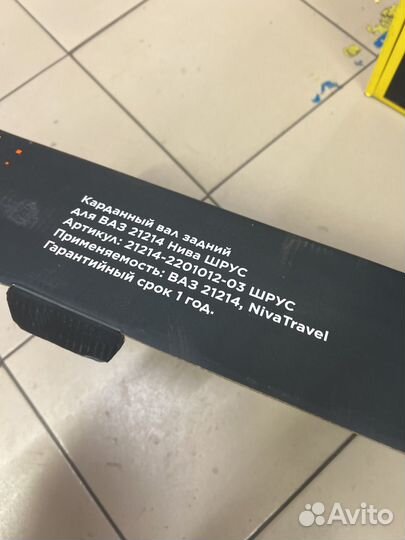 Карданный вал задний
для ВАЗ 21214 Нива ШРУС
Артикул: 21214-2201012-03 ШРУС
Применяемость: ВАЗ 21214, NivaTravel
Гарантийный срок 1 год.
Avito